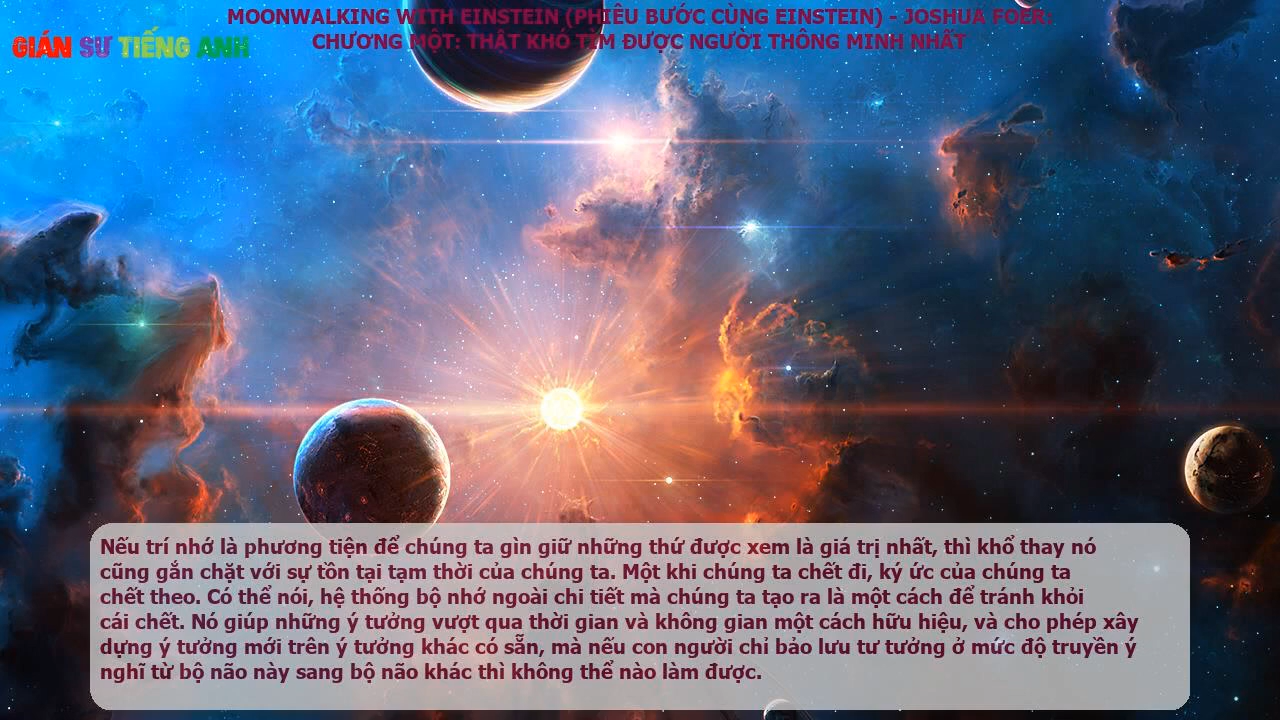 MOONWALKING WITH EINSTEIN (PHIÊU BƯỚC CÙNG EINSTEIN) - JOSHUA FOER:
CHƯƠNG MỘT: THẬT KHÓ TÌM ĐƯỢC NGƯỜI THÔNG MINH NHẤT
GIÁN SƯ TIẾNG ANH
Nếu trí nhớ là phương tiện để chúng ta gìn giữ những thứ được xem là giá trị nhất, thì khổ thay nó
cũng gắn chặt với sự tồn tại tạm thời của chúng ta. Một khi chúng ta chết đi, ký ức của chúng ta
chết theo. Có thể nói, hệ thống bộ nhớ ngoài chi tiết mà chúng ta tạo ra là một cách để tránh khỏi
cái chết. Nó giúp những ý tưởng vượt qua thời gian và không gian một cách hữu hiệu, và cho phép xây
dựng ý tưởng mới trên ý tưởng khác có sẵn, mà nếu con người chỉ bảo lưu tư tưởng ở mức độ truyền ý
nghĩ từ bộ não này sang bộ não khác thì không thể nào làm được.